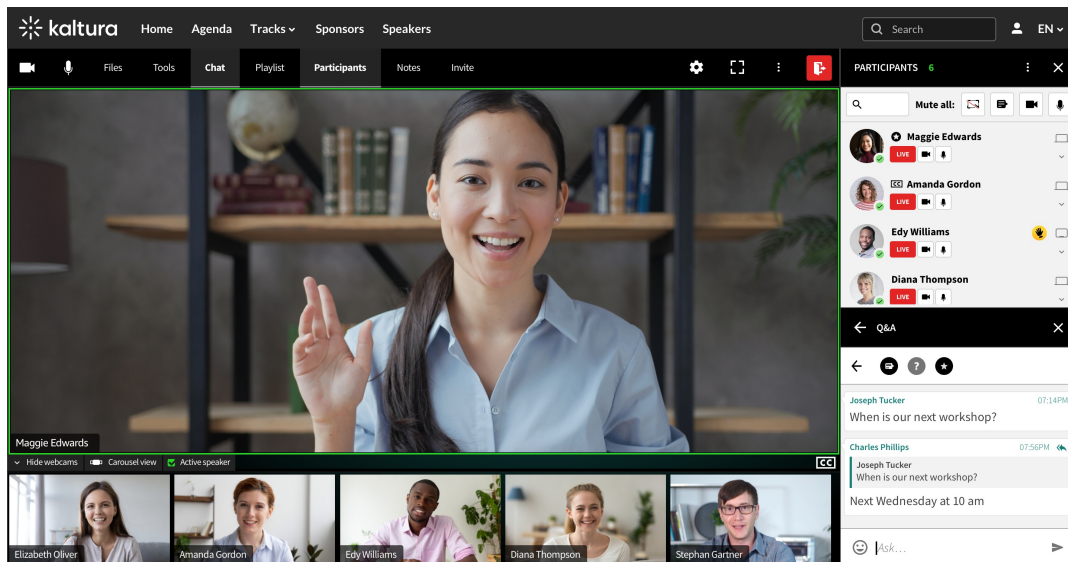 kaltura
Home
Agenda
Tracks
Sponsors
Speakers
Search
EN
Files
Tools
Chat
Playlist
Participants
Notes
Invite
PARTICIPANTS 6
Mute all:
Maggie Edwards
LIVE
CC Amanda Gordon
LIVE
Edy Williams
LIVE
Diana Thompson
LIVE
Maggie Edwards
Hide webcams
Carousel view
Active speaker
CC
Elizabeth Oliver
Amanda Gordon
Edy Williams
Diana Thompson
Stephan Gartner
Q&A
?
Joseph Tucker 07:14PM
When is our next workshop?
Charles Phillips 07:56PM
Joseph Tucker
When is our next workshop?
Next Wednesday at 10 am
Ask...